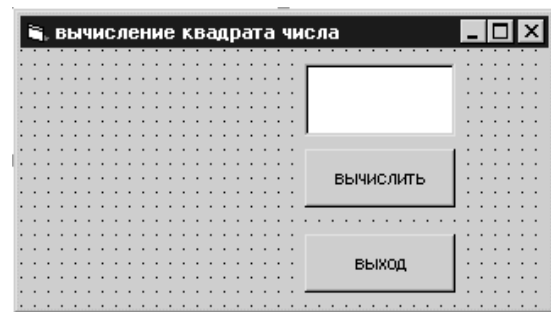 вычисление квадрата числа
вычислить
выход